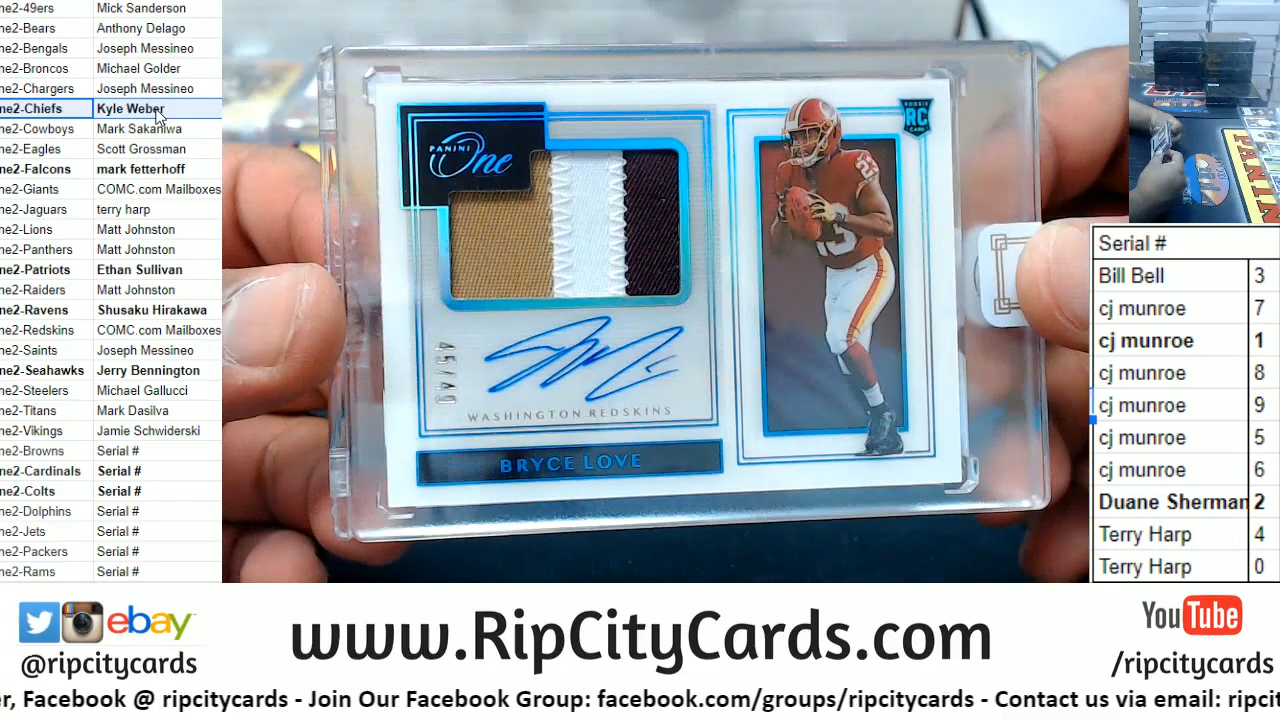 ne2-49ers Mick Sanderson
ne2-Bears Anthony Delago
ne2-Bengals Joseph Messineo
ne2-Broncos Michael Golder
ne2-Chargers Joseph Messineo
ne2-Chiefs Kyle Weber
ne2-Cowboys Mark Sakaniwa
ne2-Eagles Scott Grossman
ne2-Falcons mark fetterhoff
ne2-Giants COMC.com Mailboxes
ne2-Jaguars terry harp
ne2-Lions Matt Johnston
ne2-Panthers Matt Johnston
ne2-Patriots Ethan Sullivan
ne2-Raiders Matt Johnston
ne2-Ravens Shusaku Hirakawa
ne2-Redskins COMC.com Mailboxes
ne2-Saints Joseph Messineo
ne2-Seahawks Jerry Bennington
ne2-Steelers Michael Gallucci
ne2-Titans Mark Dasilva
ne2-Vikings Jamie Schwiderski
ne2-Browns Serial #
ne2-Cardinals Serial #
ne2-Colts Serial #
ne2-Dolphins Serial #
ne2-Jets Serial #
ne2-Packers Serial #
ne2-Rams Serial #
PANINI
One
ROOKIE
RC
CARD
23
23
45/49
WASHINGTON REDSKINS
BRYCE LOVE
PANIN
Serial #
Bill Bell 3
cj munroe 7
cj munroe 1
cj munroe 8
cj munroe 9
cj munroe 5
cj munroe 6
Duane Sherman 2
Terry Harp 4
Terry Harp 0
ebay
@ripcitycards
www.RipCityCards.com
YouTube
/ripcitycards
er, Facebook @ ripcitycards - Join Our Facebook Group: facebook.com/groups/ripcitycards - Contact us via email: ripcit